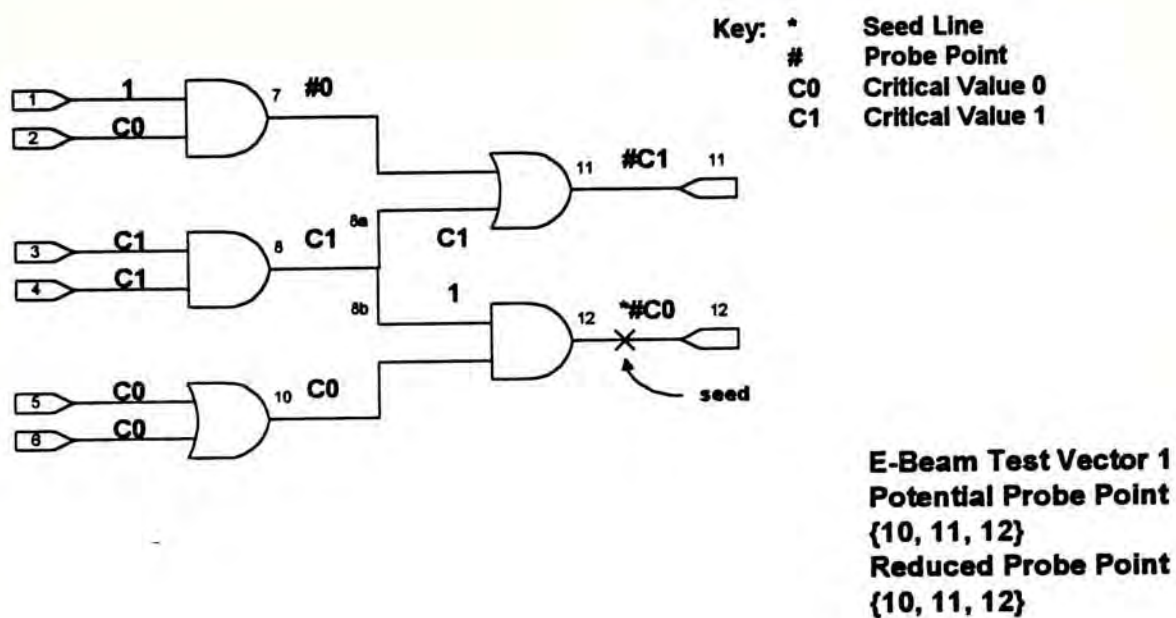 Key: * Seed Line
# Probe Point
C0 Critical Value 0
C1 Critical Value 1
1 1 7 #0
2 C0
11 #C1 11
3 C1 8 C1 8a C1
4 C1
8b 1
12 *#C0 12
5 C0 10 C0
6 C0
seed
E-Beam Test Vector 1
Potential Probe Point
{10, 11, 12}
Reduced Probe Point
{10, 11, 12}